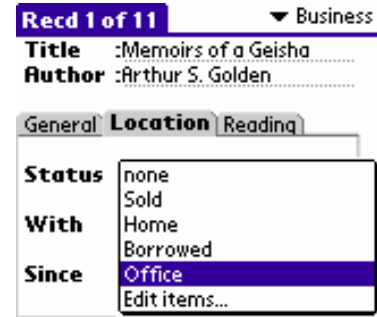 Recd 1 of 11 Business
Title :Memoirs of a Geisha
Author :Arthur S. Golden
General Location Reading
Status none
Sold
With Home
Borrowed
Since Office
Edit items...